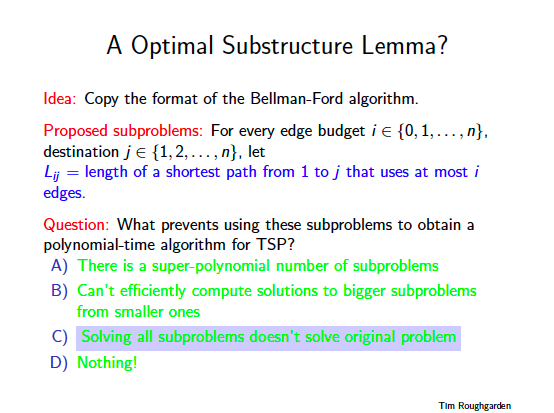 A Optimal Substructure Lemma?
Idea: Copy the format of the Bellman-Ford algorithm.
Proposed subproblems: For every edge budget i ∈ {0, 1, . . . , n},
destination j ∈ {1, 2, . . . , n}, let
L_{ij} = length of a shortest path from 1 to j that uses at most i
edges.
Question: What prevents using these subproblems to obtain a
polynomial-time algorithm for TSP?
A) There is a super-polynomial number of subproblems
B) Can't efficiently compute solutions to bigger subproblems
from smaller ones
C) Solving all subproblems doesn't solve original problem
D) Nothing!
Tim Roughgarden